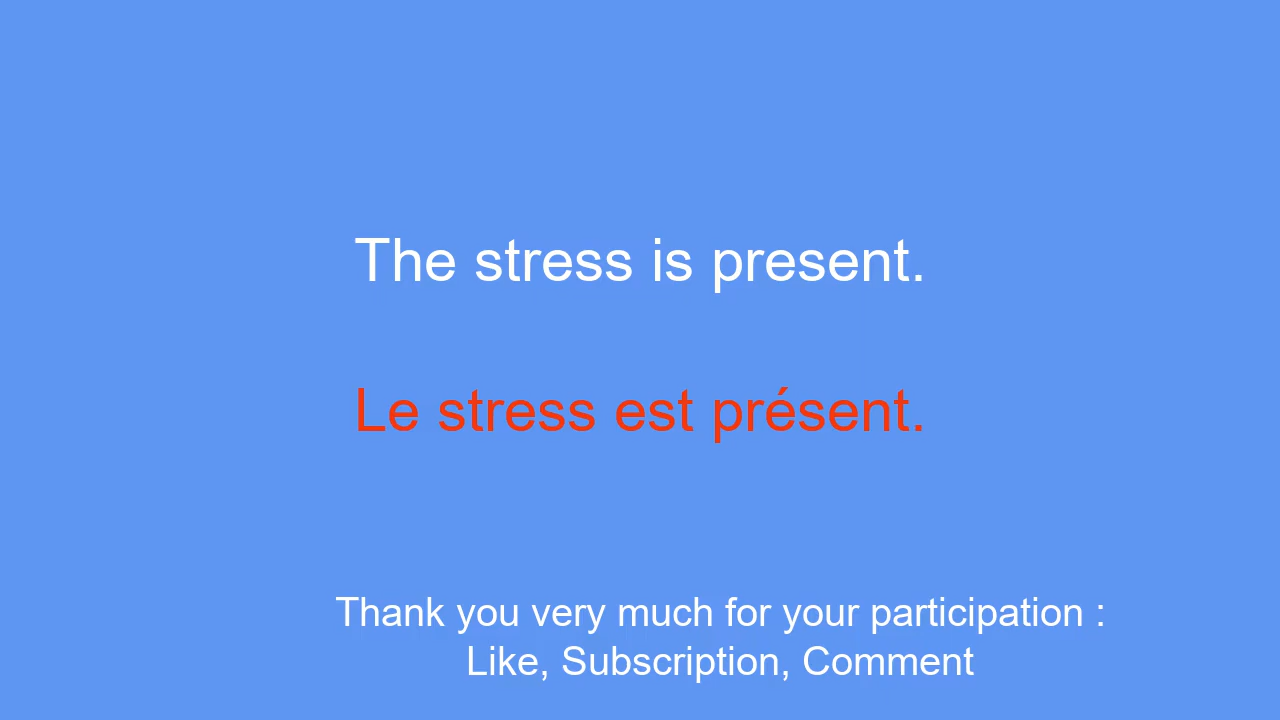 The stress is present.
Le stress est présent.
Thank you very much for your participation :
Like, Subscription, Comment